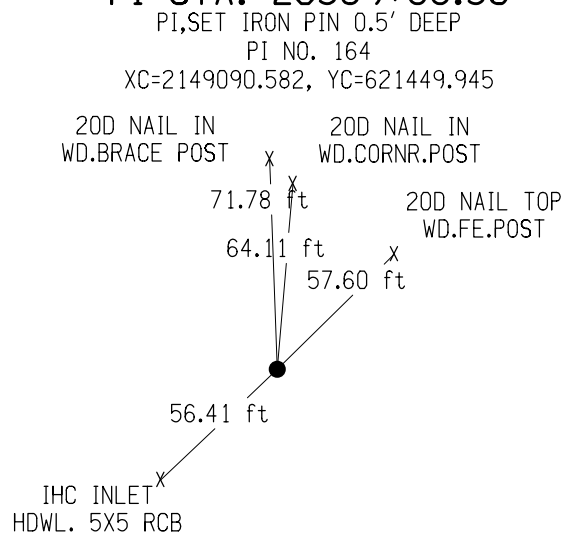 PI,SET IRON PIN 0.5' DEEP
PI NO. 164
XC=2149090.582, YC=621449.945
20D NAIL IN
WD.BRACE POST
20D NAIL IN
WD.CORNR.POST
X
X
71.78 ft
20D NAIL TOP
WD.FE.POST
64.11 ft
X
57.60 ft
56.41 ft
X
IHC INLET
HDWL. 5X5 RCB